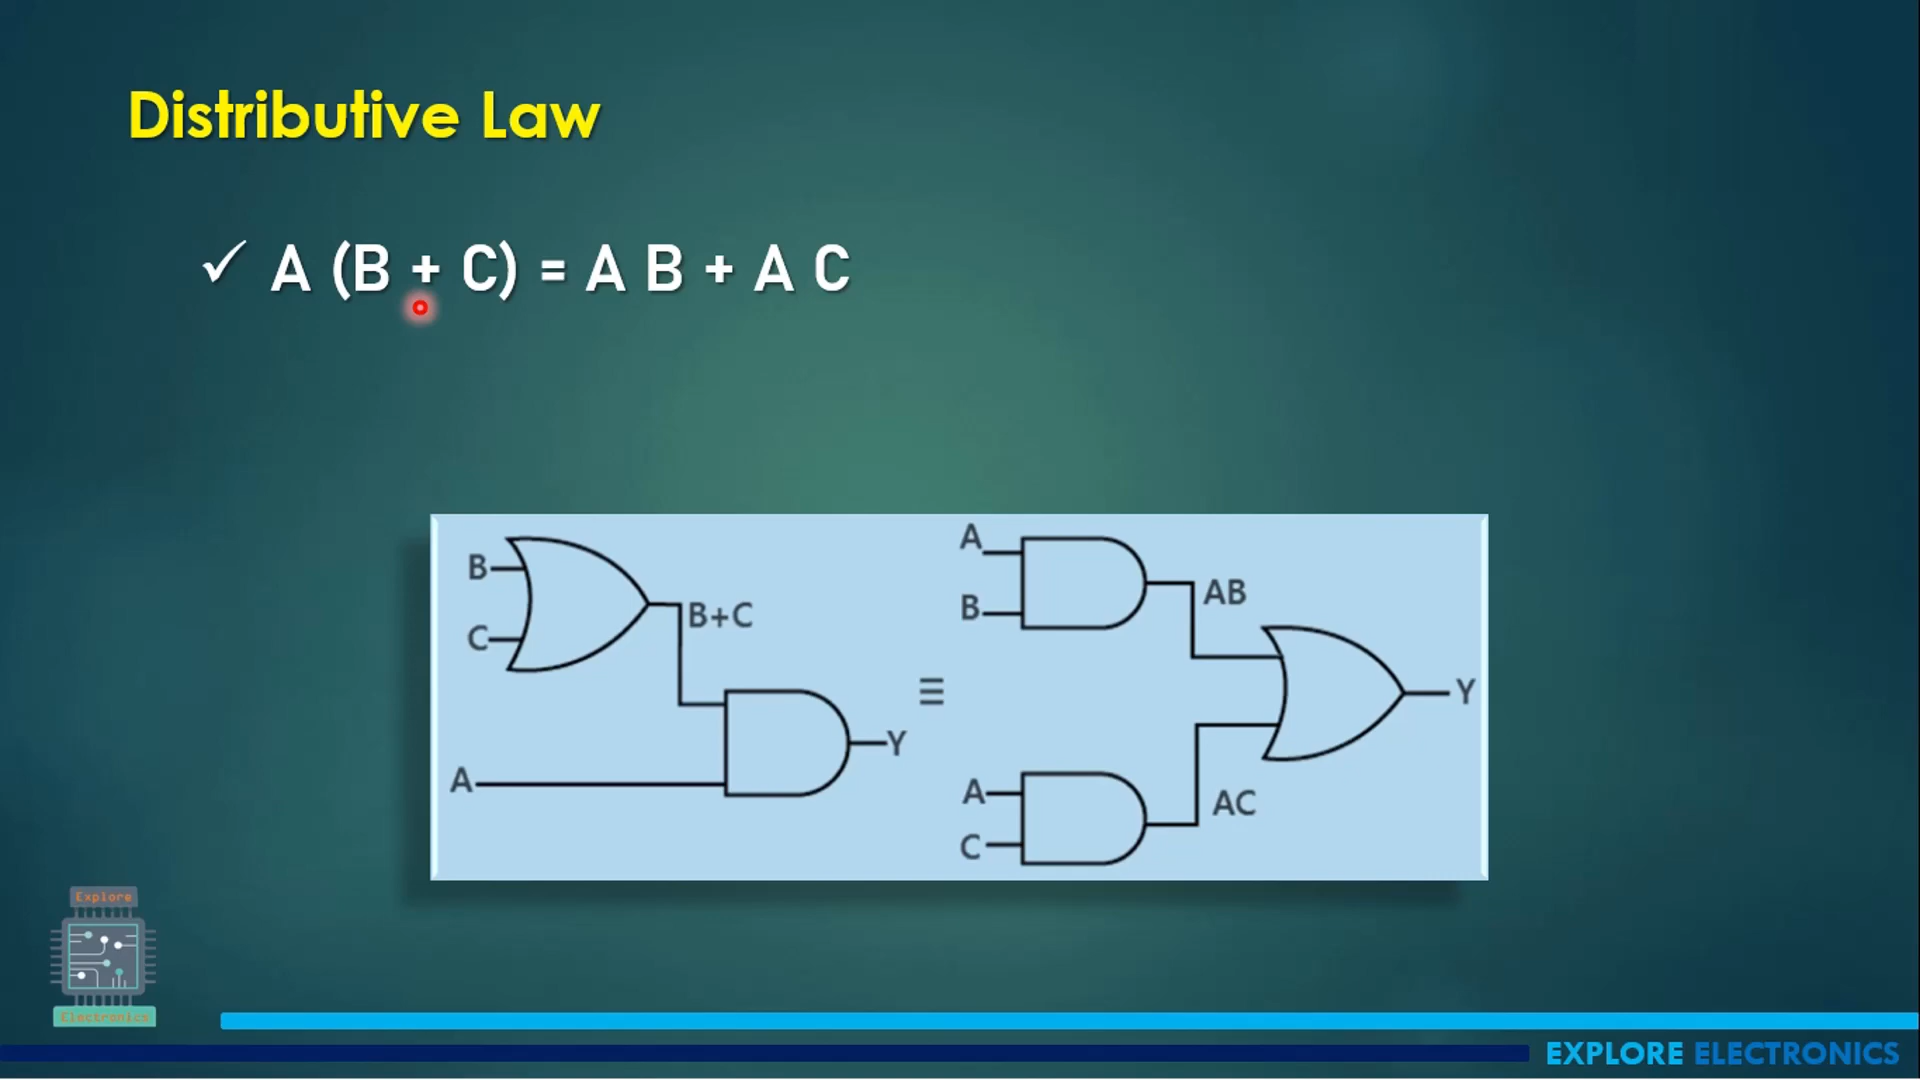 Distributive Law
✓ A (B + C) = A B + A C
B
C
B+C
A
Y
≡
A
B
AB
A
C
AC
Y
Explore
Electronics
EXPLORE ELECTRONICS